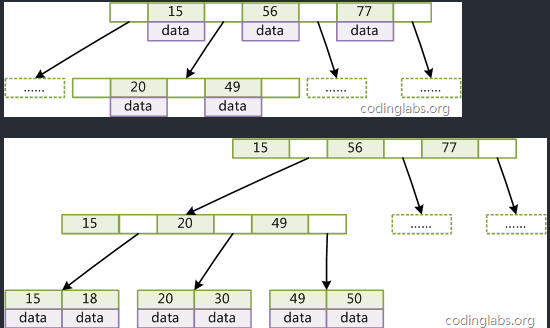 15 56 77
data data data
...... ...... ......
20 49
data data
codinglabs.org
15 56 77
15 20 49
...... ......
15 18 20 30 49 50
data data data data data data
codinglabs.org